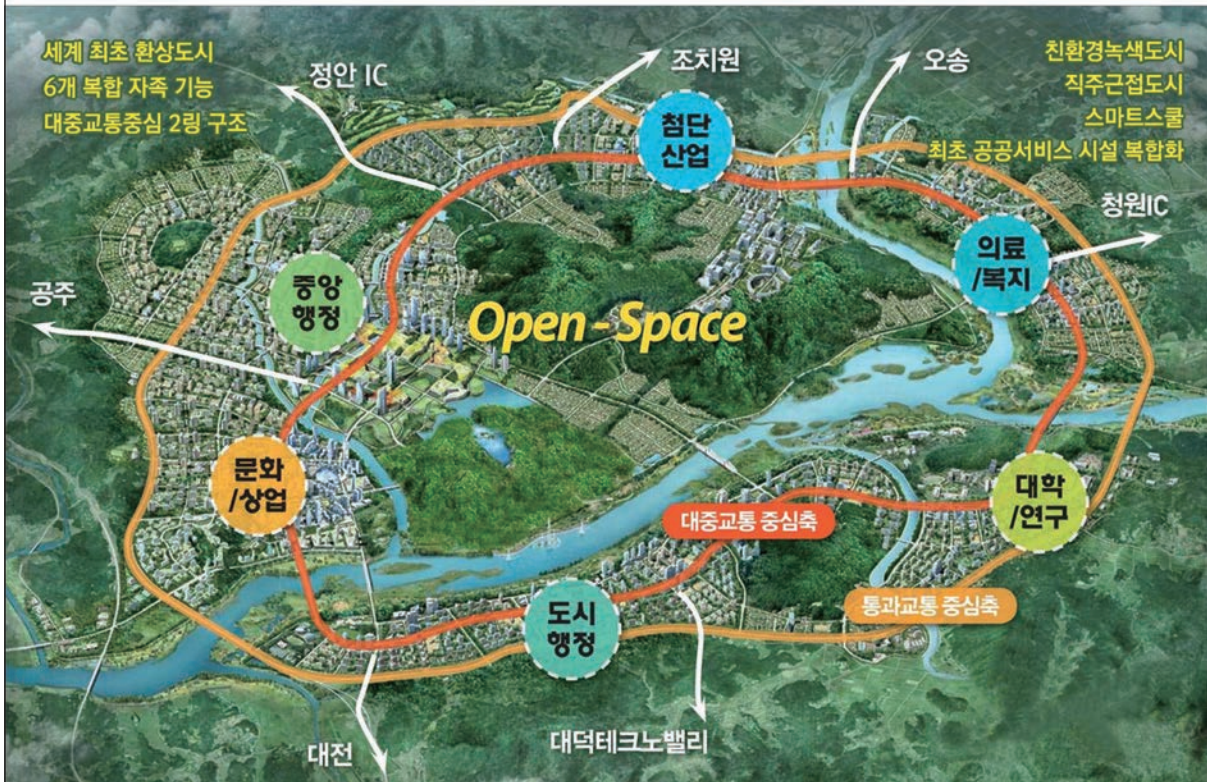 세계 최초 환상도시
6개 복합 자족 기능
대중교통중심 2링 구조
친환경녹색도시
직주근접도시
스마트스쿨
최초 공공서비스 시설 복합화
정안 IC
조치원
오송
첨단
산업
청원IC
의료
/복지
공주
중앙
행정
Open-Space
문화
/상업
대학
/연구
대중교통 중심축
통과교통 중심축
도시
행정
대전
대덕테크노밸리